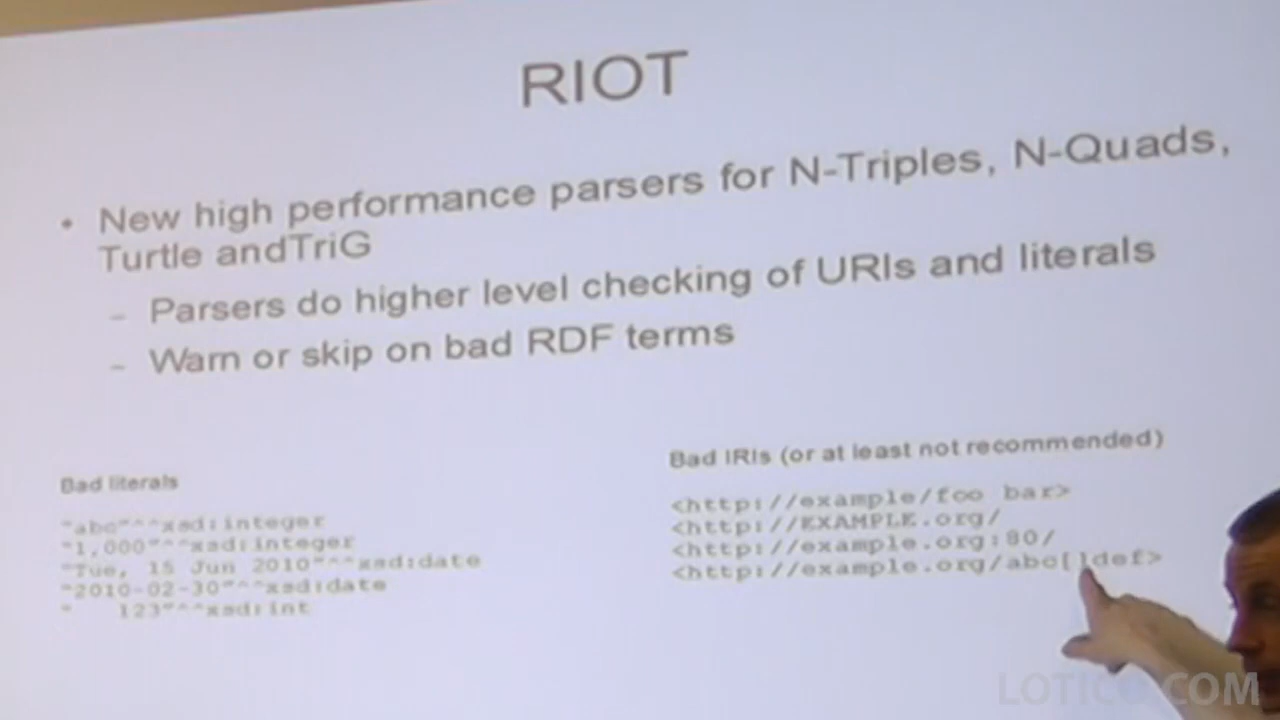 RIOT
• New high performance parsers for N-Triples, N-Quads,
Turtle andTriG
– Parsers do higher level checking of URIs and literals
– Warn or skip on bad RDF terms
Bad literals
"abc"^^xsd:integer
"1,000"^^xsd:integer
"Tue, 15 Jun 2010"^^xsd:date
"2010-02-30"^^xsd:date
"   123"^^xsd:int
Bad IRIs (or at least not recommended)
<http://example/foo bar>
<http://EXAMPLE.org/
<http://example.org:80/
<http://example.org/abc[]def>
LOTICO.COM